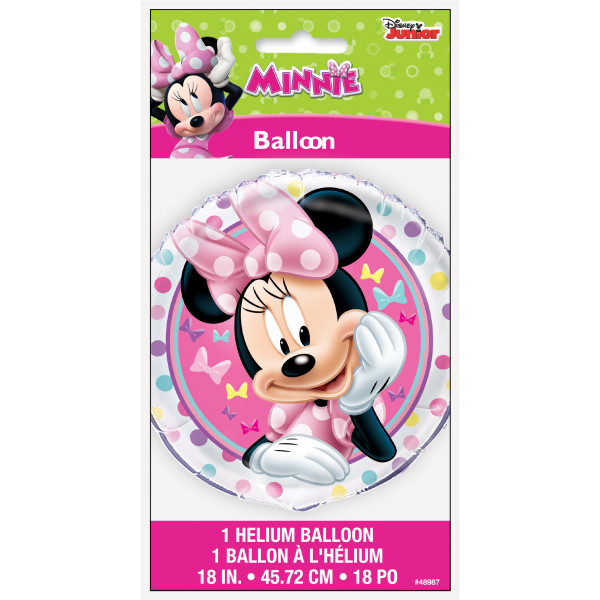 Disney
Junior
MINNIE
Balloon
1 HELIUM BALLOON
1 BALLON À L'HÉLIUM
18 IN. • 45.72 CM • 18 PO
#48987